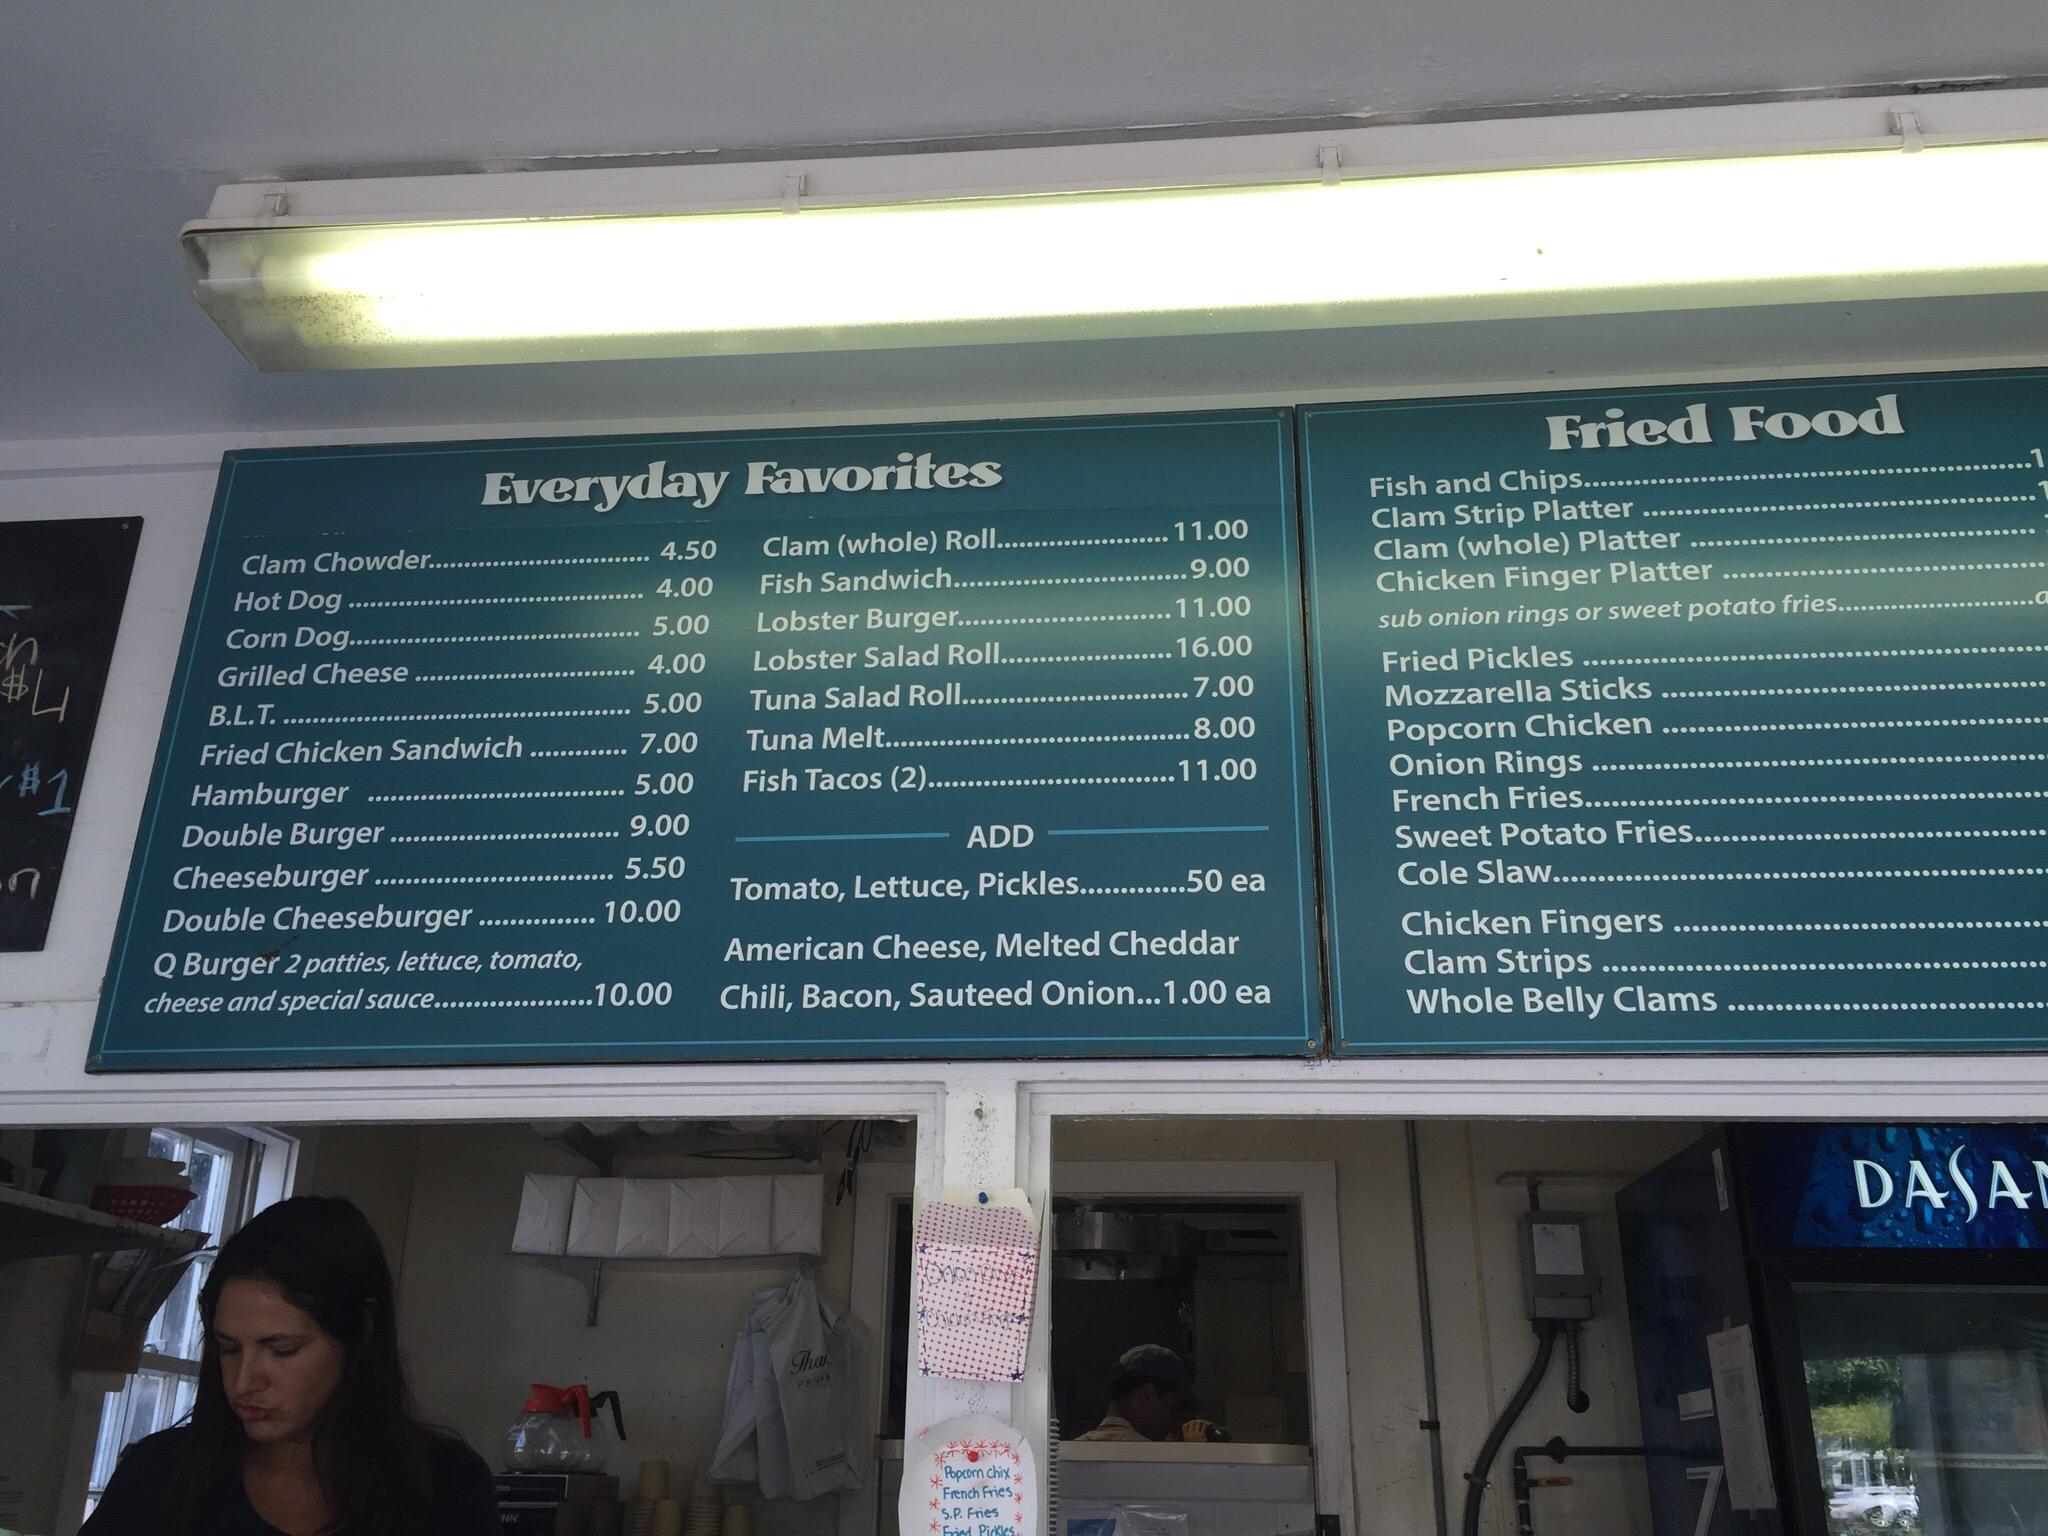 Everyday Favorites
Clam Chowder.............................. 4.50
Hot Dog ........................................ 4.00
Corn Dog....................................... 5.00
Grilled Cheese .............................. 4.00
B.L.T. ............................................... 5.00
Fried Chicken Sandwich ............ 7.00
Hamburger ................................... 5.00
Double Burger ............................... 9.00
Cheeseburger ................................ 5.50
Double Cheeseburger ............... 10.00
Q Burger 2 patties, lettuce, tomato,
cheese and special sauce.....................10.00
Clam (whole) Roll.......................11.00
Fish Sandwich...............................9.00
Lobster Burger............................11.00
Lobster Salad Roll......................16.00
Tuna Salad Roll.............................7.00
Tuna Melt.......................................8.00
Fish Tacos (2)...............................11.00
ADD
Tomato, Lettuce, Pickles.............50 ea
American Cheese, Melted Cheddar
Chili, Bacon, Sauteed Onion...1.00 ea
Fried Food
Fish and Chips
Clam Strip Platter
Clam (whole) Platter
Chicken Finger Platter
sub onion rings or sweet potato fries
Fried Pickles
Mozzarella Sticks
Popcorn Chicken
Onion Rings
French Fries
Sweet Potato Fries
Cole Slaw
Chicken Fingers
Clam Strips
Whole Belly Clams
$4
$1
DASAN
Popcorn chix
French Fries
S.P. Fries
Fried Pickles